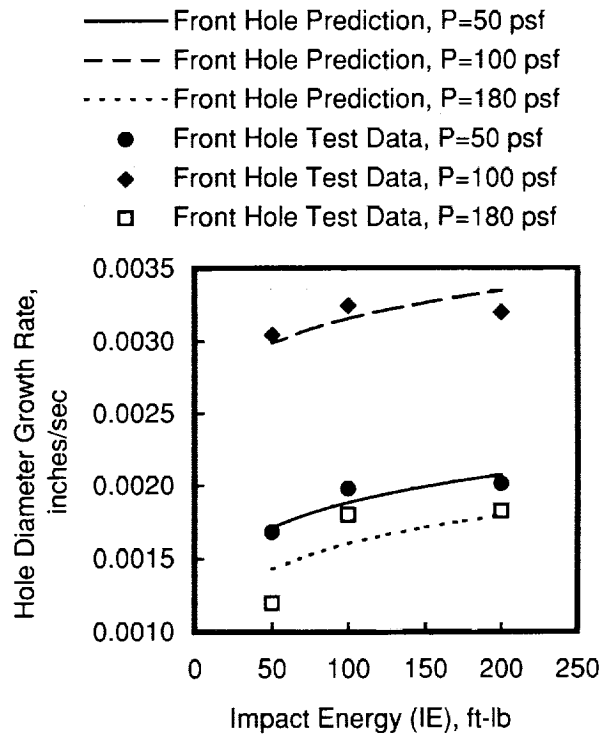 Front Hole Prediction, P=50 psf
Front Hole Prediction, P=100 psf
Front Hole Prediction, P=180 psf
Front Hole Test Data, P=50 psf
Front Hole Test Data, P=100 psf
Front Hole Test Data, P=180 psf
Hole Diameter Growth Rate,
inches/sec
0.0035
0.0030
0.0025
0.0020
0.0015
0.0010
0 50 100 150 200 250
Impact Energy (IE), ft-lb